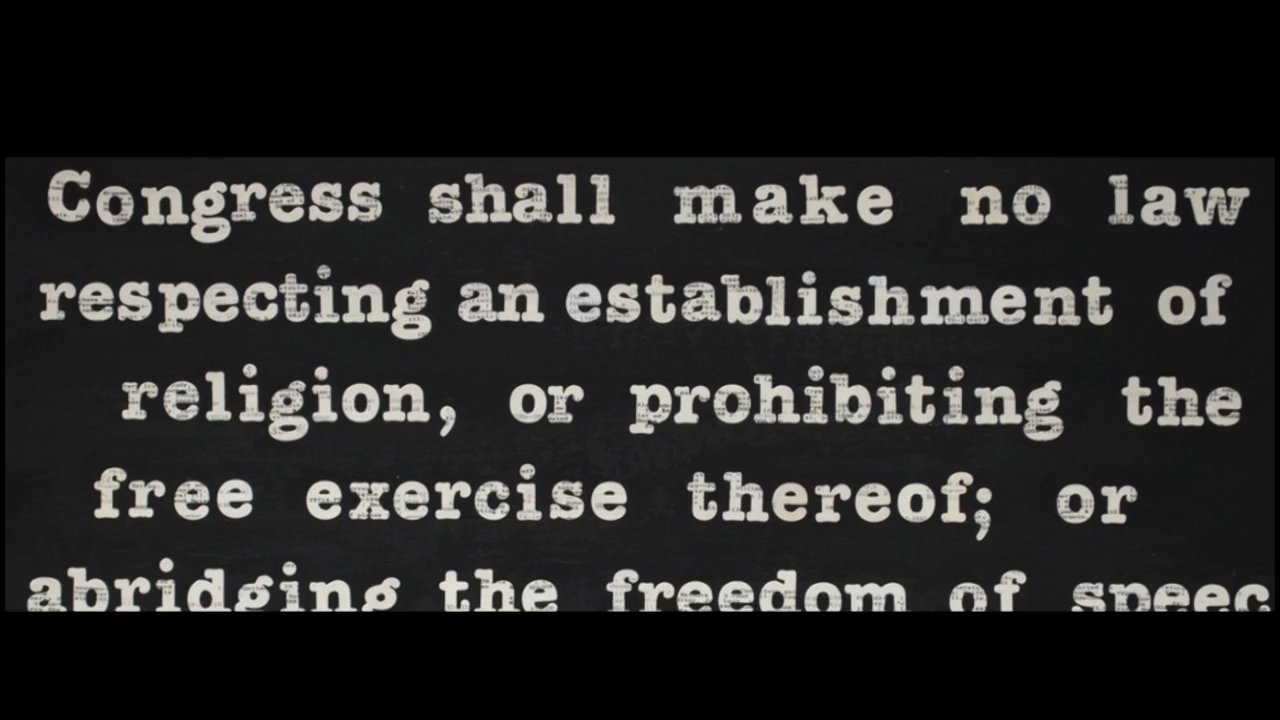 Congress shall make no law
respecting an establishment of
religion, or prohibiting the
free exercise thereof; or
abridging the freedom of speec